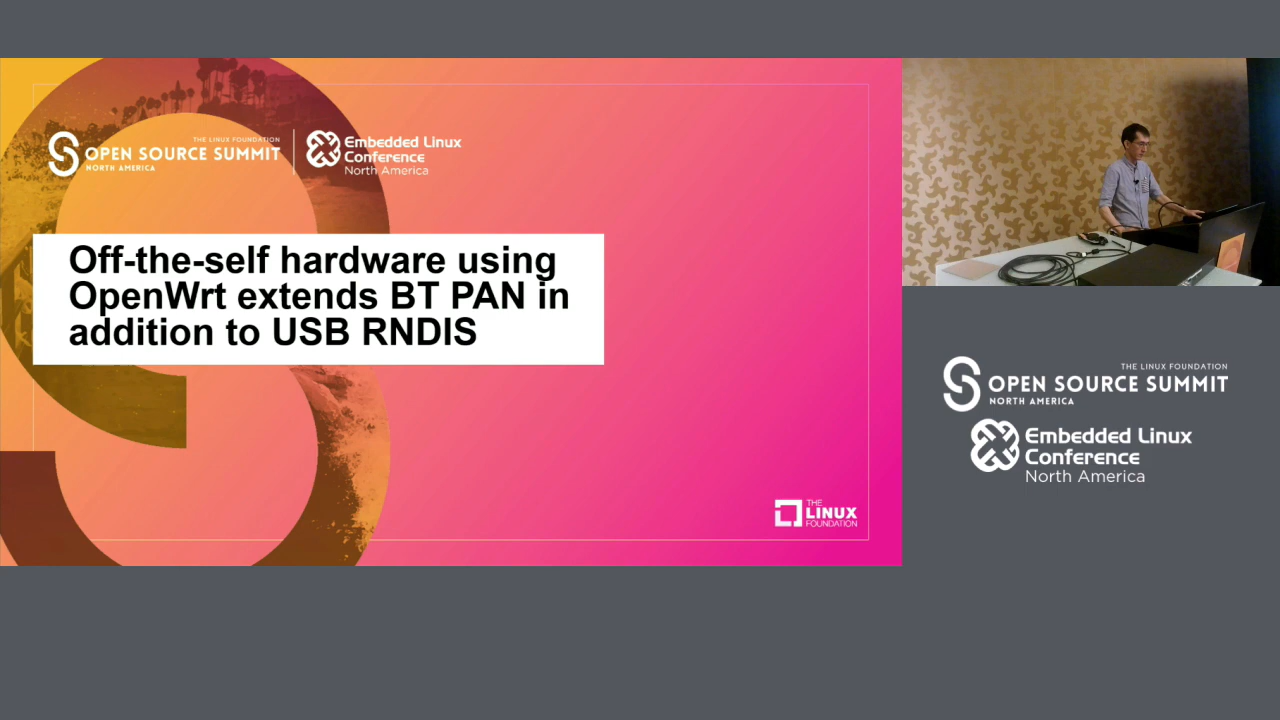 THE LINUX FOUNDATION
OPEN SOURCE SUMMIT
NORTH AMERICA
Embedded Linux
Conference
North America
Off-the-self hardware using
OpenWrt extends BT PAN in
addition to USB RNDIS
THE
LINUX
FOUNDATION
THE LINUX FOUNDATION
OPEN SOURCE SUMMIT
NORTH AMERICA
Embedded Linux
Conference
North America